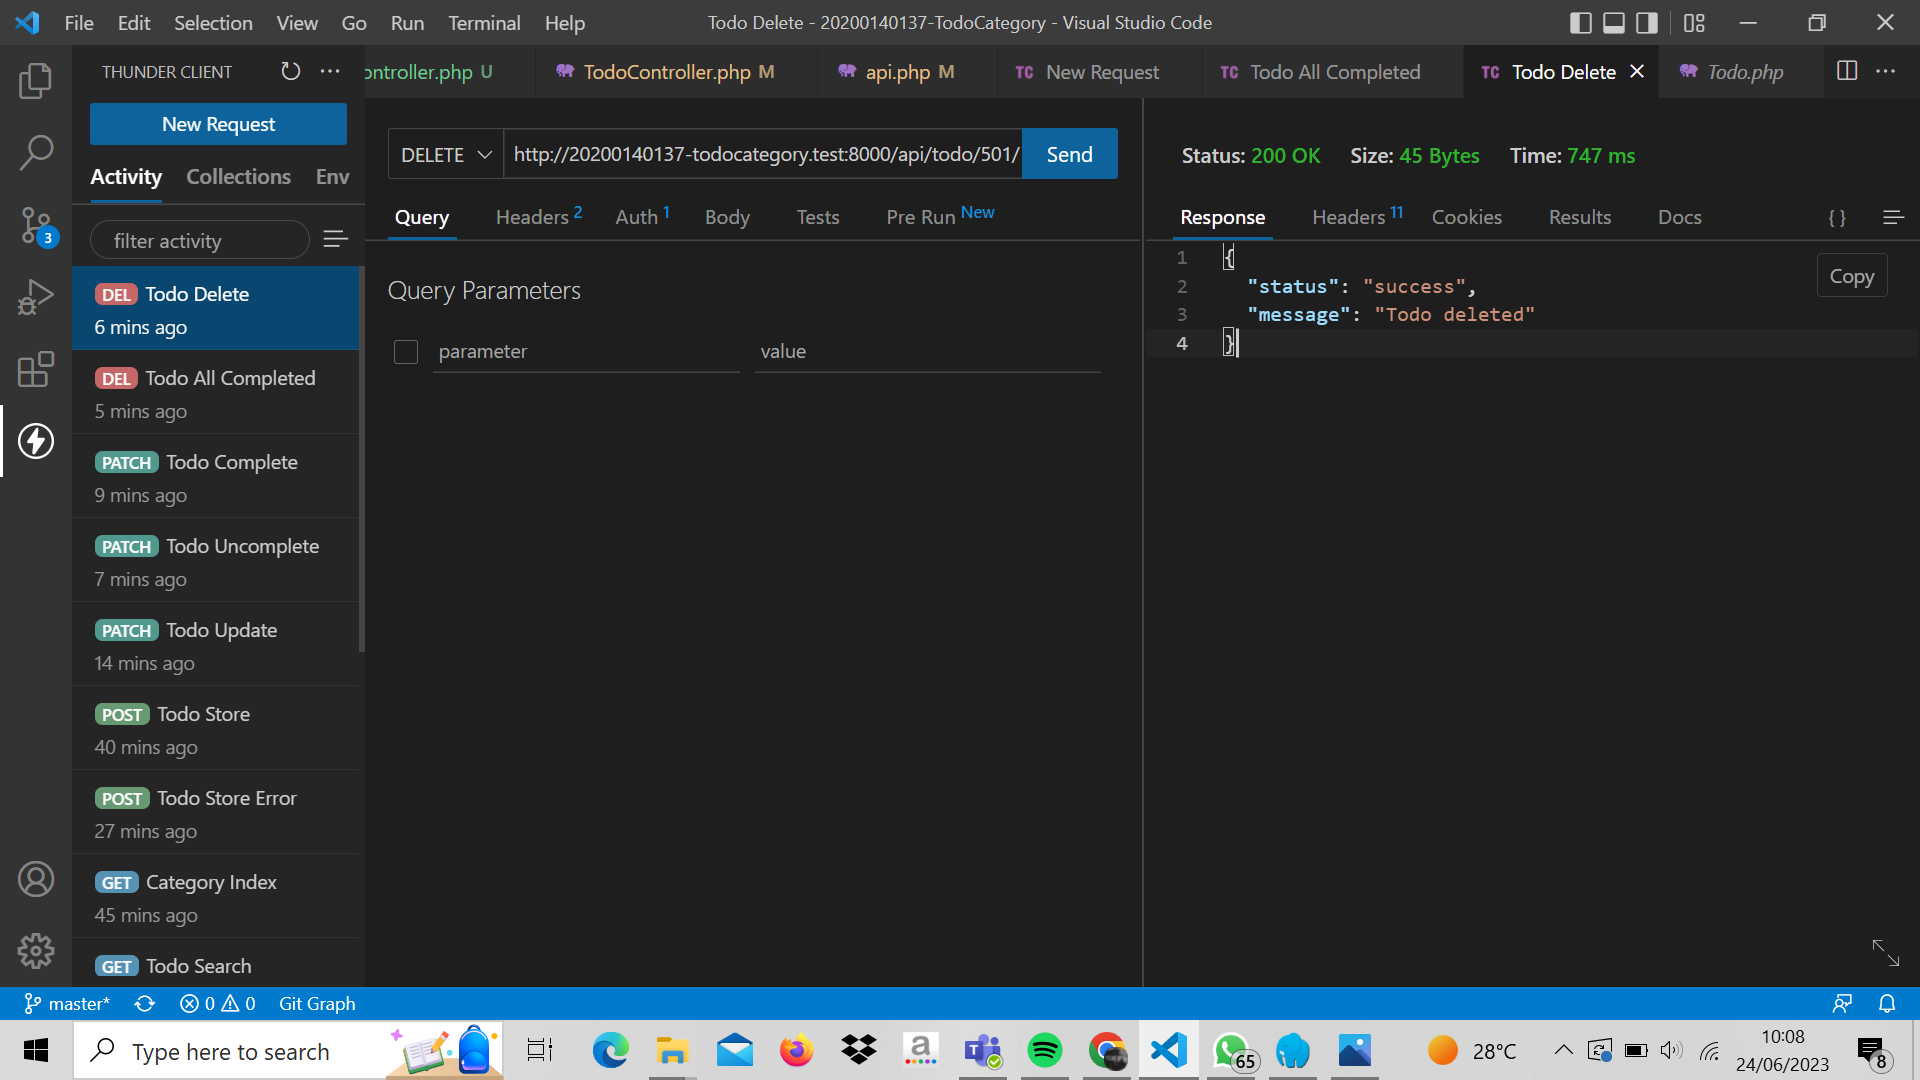 File Edit Selection View Go Run Terminal Help
Todo Delete - 20200140137-TodoCategory - Visual Studio Code
THUNDER CLIENT
ontroller.php U
TodoController.php M
api.php M
TC New Request
TC Todo All Completed
TC Todo Delete
Todo.php
New Request
Activity Collections Env
filter activity
DEL Todo Delete
6 mins ago
DEL Todo All Completed
5 mins ago
PATCH Todo Complete
9 mins ago
PATCH Todo Uncomplete
7 mins ago
PATCH Todo Update
14 mins ago
POST Todo Store
40 mins ago
POST Todo Store Error
27 mins ago
GET Category Index
45 mins ago
GET Todo Search
3
DELETE http://20200140137-todocategory.test:8000/api/todo/501/ Send
Query Headers 2 Auth 1 Body Tests Pre Run New
Query Parameters
parameter value
Status: 200 OK Size: 45 Bytes Time: 747 ms
Response Headers 11 Cookies Results Docs { }
1 {
2 "status": "success",
3 "message": "Todo deleted"
4 }
Copy
master* 0 0 Git Graph
Type here to search
a
65
28°C
10:08
24/06/2023
8